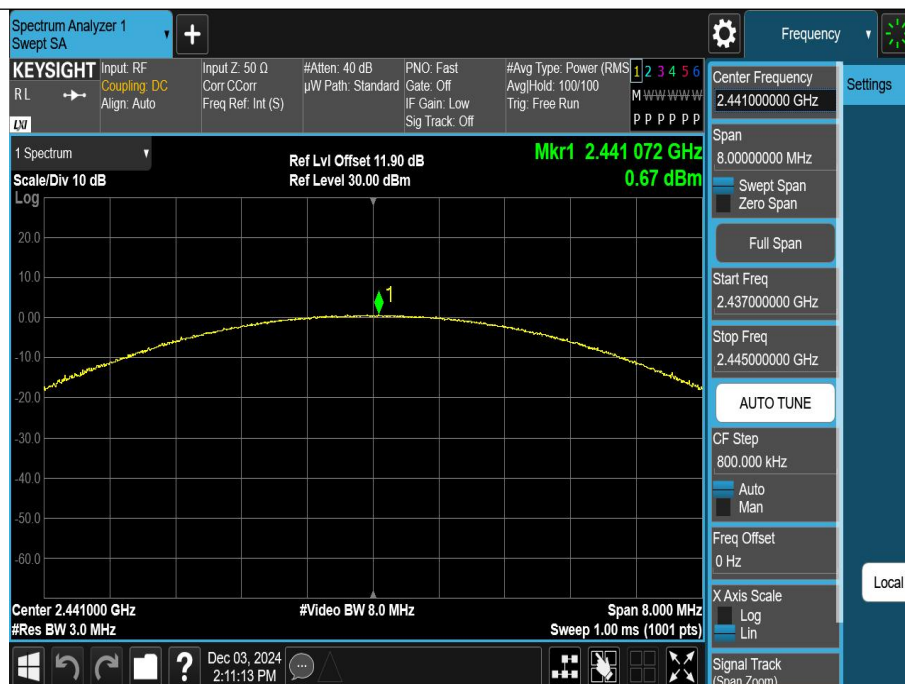 Spectrum Analyzer 1
Swept SA
Frequency
KEYSIGHT
RL
LXI
Input: RF
Coupling: DC
Align: Auto
Input Z: 50 Ω
Corr CCorr
Freq Ref: Int (S)
#Atten: 40 dB
µW Path: Standard
PNO: Fast
Gate: Off
IF Gain: Low
Sig Track: Off
#Avg Type: Power (RMS
Avg|Hold: 100/100
Trig: Free Run
1 2 3 4 5 6
M W W W W W
P P P P P P
1 Spectrum
Scale/Div 10 dB
Log
Ref Lvl Offset 11.90 dB
Ref Level 30.00 dBm
Mkr1 2.441 072 GHz
0.67 dBm
20.0
10.0
0.00
-10.0
-20.0
-30.0
-40.0
-50.0
-60.0
1
Center 2.441000 GHz
#Res BW 3.0 MHz
#Video BW 8.0 MHz
Span 8.000 MHz
Sweep 1.00 ms (1001 pts)
Dec 03, 2024
2:11:13 PM
Center Frequency
2.441000000 GHz
Span
8.00000000 MHz
Swept Span
Zero Span
Full Span
Start Freq
2.437000000 GHz
Stop Freq
2.445000000 GHz
AUTO TUNE
CF Step
800.000 kHz
Auto
Man
Freq Offset
0 Hz
X Axis Scale
Log
Lin
Signal Track
(Span Zoom)
Settings
Local